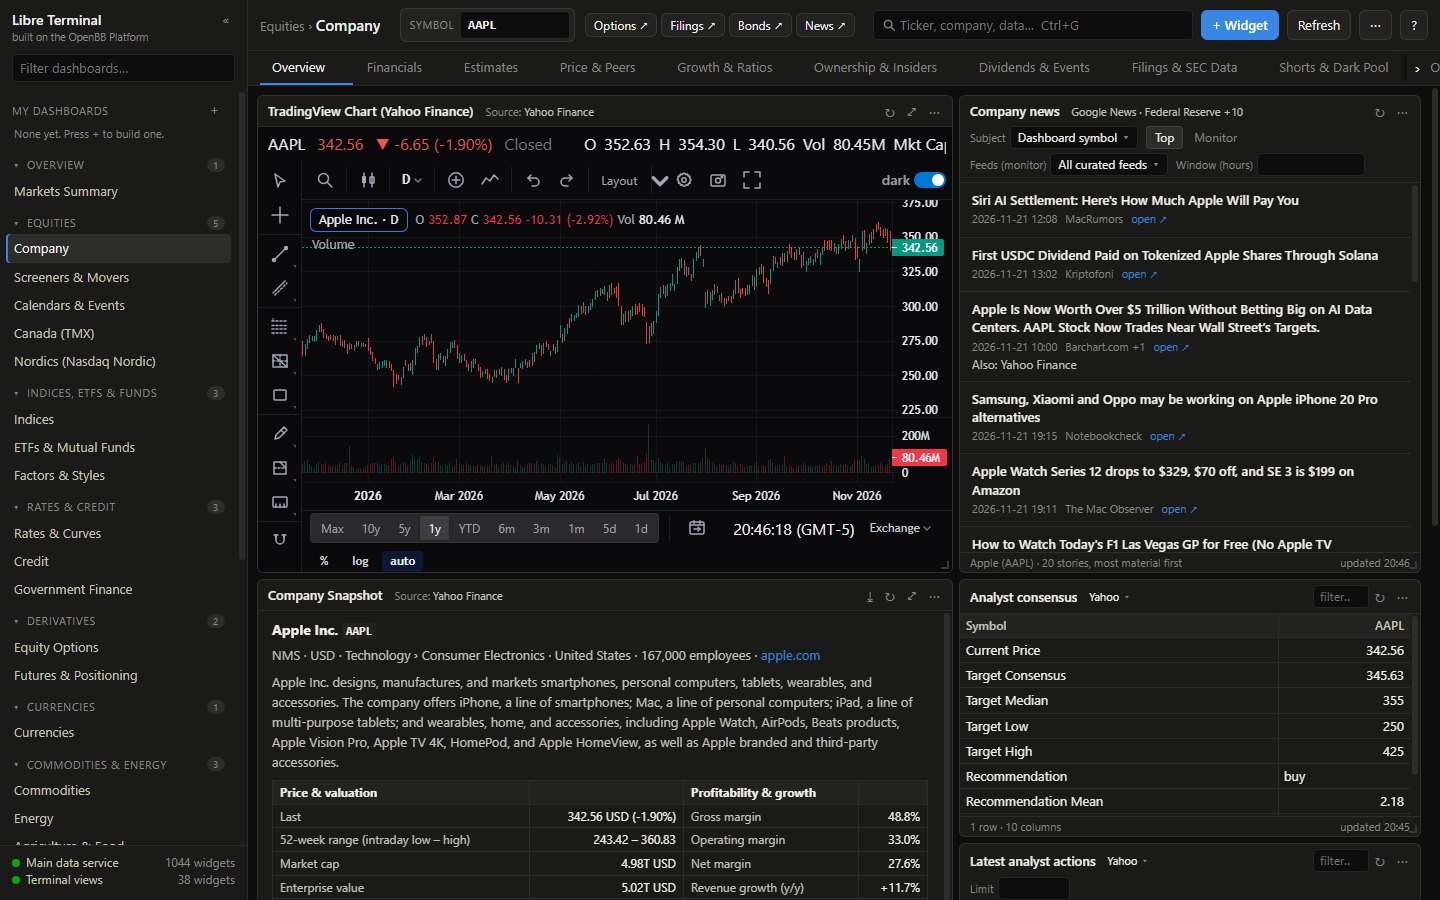 Libre Terminal
«
built on the OpenBB Platform
Filter dashboards...
MY DASHBOARDS +
None yet. Press + to build one.
OVERVIEW 1
Markets Summary
EQUITIES 5
Company
Screeners & Movers
Calendars & Events
Canada (TMX)
Nordics (Nasdaq Nordic)
INDICES, ETFS & FUNDS 3
Indices
ETFs & Mutual Funds
Factors & Styles
RATES & CREDIT 3
Rates & Curves
Credit
Government Finance
DERIVATIVES 2
Equity Options
Futures & Positioning
CURRENCIES 1
Currencies
COMMODITIES & ENERGY 3
Commodities
Energy
Agriculture & Food
Main data service 1044 widgets
Terminal views 38 widgets
Equities › Company
SYMBOL AAPL
Options ↗
Filings ↗
Bonds ↗
News ↗
Ticker, company, data... Ctrl+G
+ Widget
Refresh
···
?
Overview Financials Estimates Price & Peers Growth & Ratios Ownership & Insiders Dividends & Events Filings & SEC Data Shorts & Dark Pool › O
TradingView Chart (Yahoo Finance) Source: Yahoo Finance
AAPL 342.56 ▼ -6.65 (-1.90%) Closed O 352.63 H 354.30 L 340.56 Vol 80.45M Mkt Cap
D Layout dark
Apple Inc. · D O 352.87 C 342.56 -10.31 (-2.92%) Vol 80.46 M
Volume
375.00
350.00
342.56
325.00
300.00
275.00
250.00
225.00
200M
80.46M
0
2026 Mar 2026 May 2026 Jul 2026 Sep 2026 Nov 2026
Max 10y 5y 1y YTD 6m 3m 1m 5d 1d
20:46:18 (GMT-5) Exchange
% log auto
Company news Google News · Federal Reserve +10
Subject Dashboard symbol Top Monitor
Feeds (monitor) All curated feeds Window (hours)
Siri AI Settlement: Here's How Much Apple Will Pay You
2026-11-21 12:08 MacRumors open ↗
First USDC Dividend Paid on Tokenized Apple Shares Through Solana
2026-11-21 13:02 Kriptofoni open ↗
Apple Is Now Worth Over $5 Trillion Without Betting Big on AI Data
Centers. AAPL Stock Now Trades Near Wall Street's Targets.
2026-11-21 10:00 Barchart.com +1 open ↗
Also: Yahoo Finance
Samsung, Xiaomi and Oppo may be working on Apple iPhone 20 Pro
alternatives
2026-11-21 19:15 Notebookcheck open ↗
Apple Watch Series 12 drops to $329, $70 off, and SE 3 is $199 on
Amazon
2026-11-21 19:11 The Mac Observer open ↗
How to Watch Today's F1 Las Vegas GP for Free (No Apple TV
Apple (AAPL) · 20 stories, most material first updated 20:46
Company Snapshot Source: Yahoo Finance
Apple Inc. AAPL
NMS · USD · Technology › Consumer Electronics · United States · 167,000 employees · apple.com
Apple Inc. designs, manufactures, and markets smartphones, personal computers, tablets, wearables, and
accessories. The company offers iPhone, a line of smartphones; Mac, a line of personal computers; iPad, a line of
multi-purpose tablets; and wearables, home, and accessories, including Apple Watch, AirPods, Beats products,
Apple Vision Pro, Apple TV 4K, HomePod, and Apple HomeView, as well as Apple branded and third-party
accessories.
Price & valuation Profitability & growth
Last 342.56 USD (-1.90%) Gross margin 48.8%
52-week range (intraday low – high) 243.42 – 360.83 Operating margin 33.0%
Market cap 4.98T USD Net margin 27.6%
Enterprise value 5.02T USD Revenue growth (y/y) +11.7%
Analyst consensus Yahoo filter..
Symbol AAPL
Current Price 342.56
Target Consensus 345.63
Target Median 355
Target Low 250
Target High 425
Recommendation buy
Recommendation Mean 2.18
1 row · 10 columns updated 20:45
Latest analyst actions Yahoo filter..
Limit